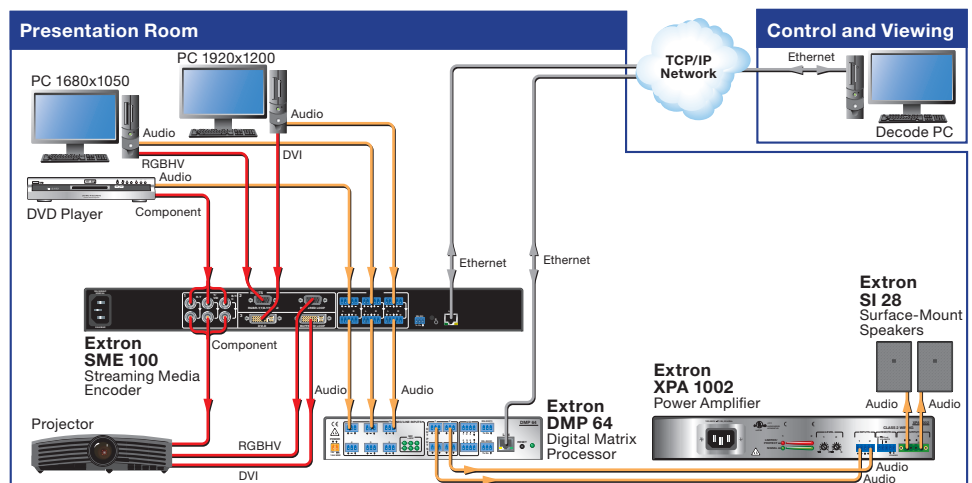 Presentation Room
Control and Viewing
PC 1920x1200
PC 1680x1050
TCP/IP
Network
Ethernet
Decode PC
Audio
Audio
DVI
RGBHV
Audio
DVD Player
Component
Ethernet
Ethernet
Extron
SME 100
Streaming Media
Encoder
Component
Extron
SI 28
Surface-Mount
Speakers
Extron
XPA 1002
Power Amplifier
Audio
Audio
Audio
Audio
Extron
DMP 64
Digital Matrix
Processor
DMP 64
Projector
RGBHV
DVI
Audio
Audio